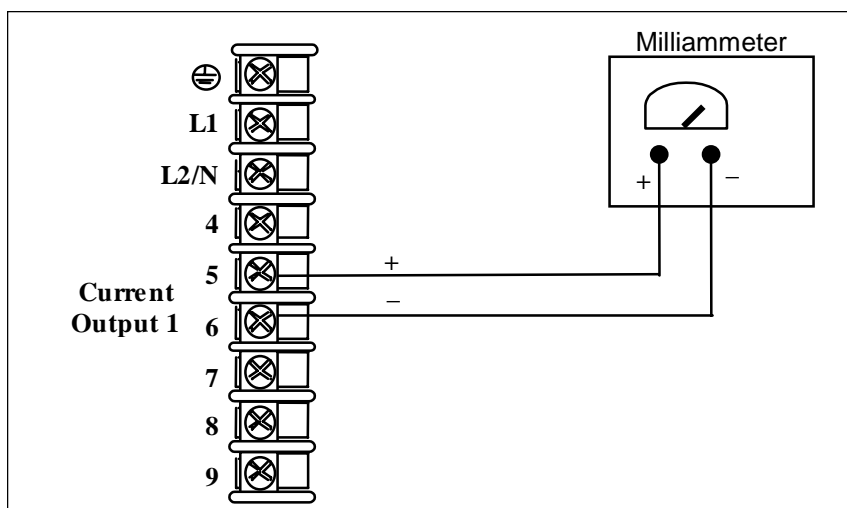 Milliammeter
L1
L2/N
4
5
6
7
8
9
Current
Output 1
+
−
+
−